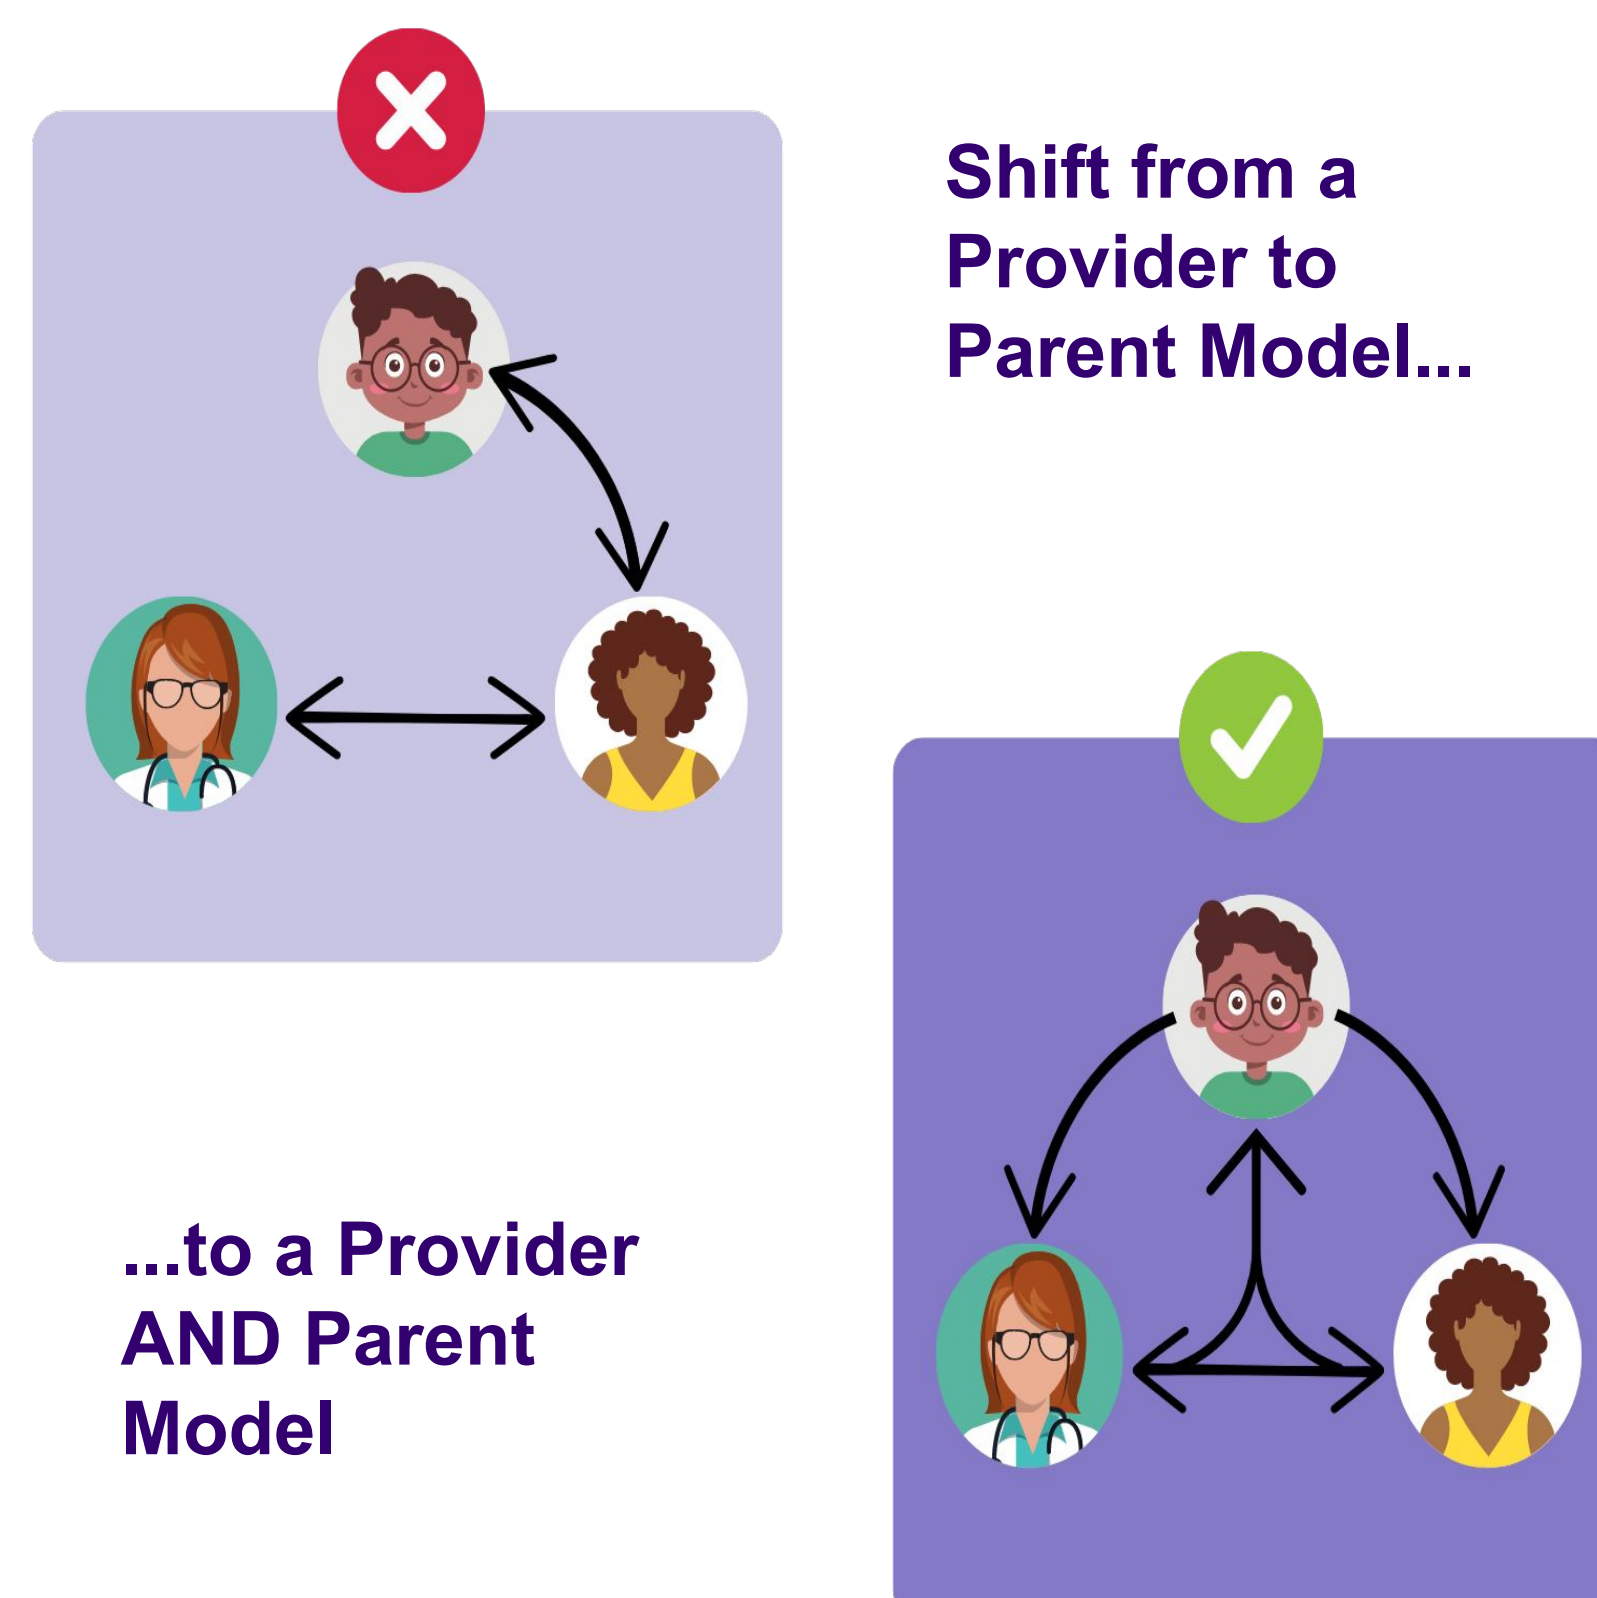 Shift from a
Provider to
Parent Model...
...to a Provider
AND Parent
Model